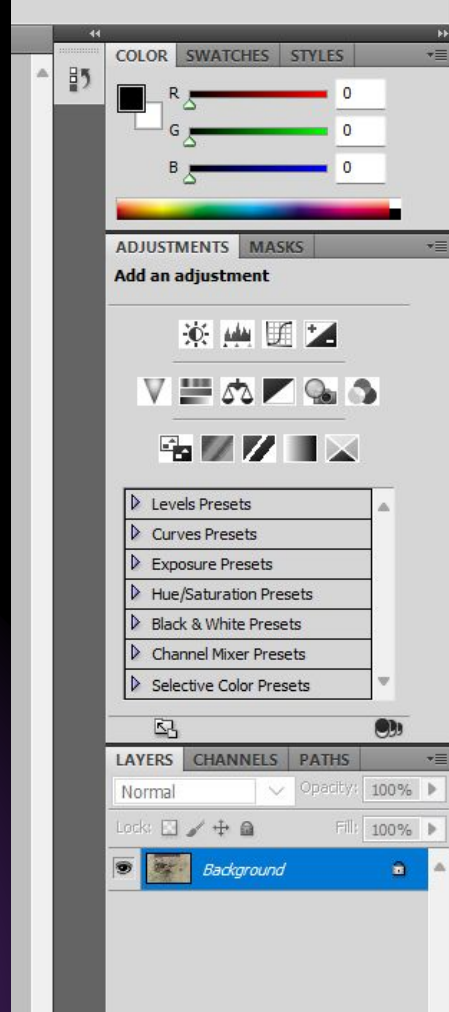 COLOR SWATCHES STYLES
R 0
G 0
B 0
ADJUSTMENTS MASKS
Add an adjustment
Levels Presets
Curves Presets
Exposure Presets
Hue/Saturation Presets
Black & White Presets
Channel Mixer Presets
Selective Color Presets
LAYERS CHANNELS PATHS
Normal Opacity: 100%
Lock: Fill: 100%
Background